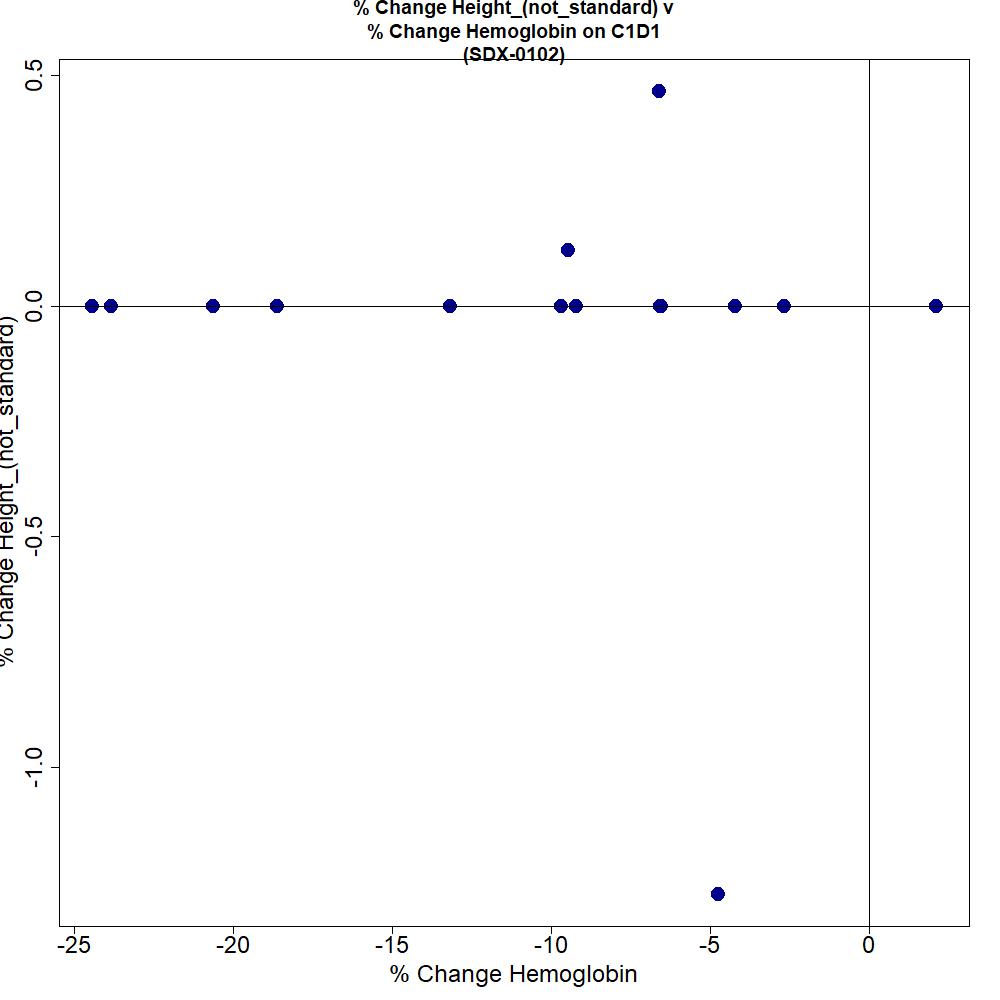 % Change Height_(not_standard) v
% Change Hemoglobin on C1D1
(SDX-0102)
% Change Height_(not_standard)
0.5
0.0
-0.5
-1.0
-25 -20 -15 -10 -5 0
% Change Hemoglobin